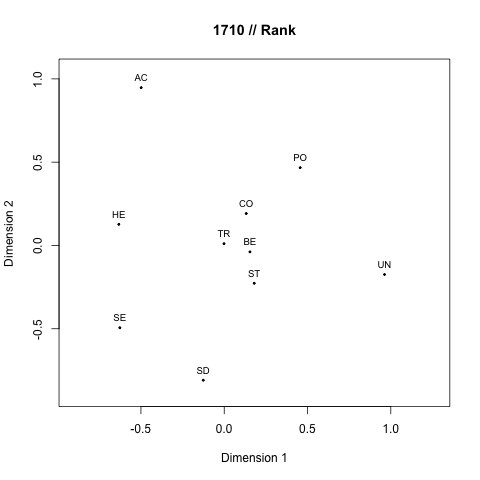 1710 // Rank
AC
PO
CO
HE
TR
BE
ST
UN
SE
SD
1.0
0.5
0.0
-0.5
Dimension 2
-0.5
0.0
0.5
1.0
Dimension 1